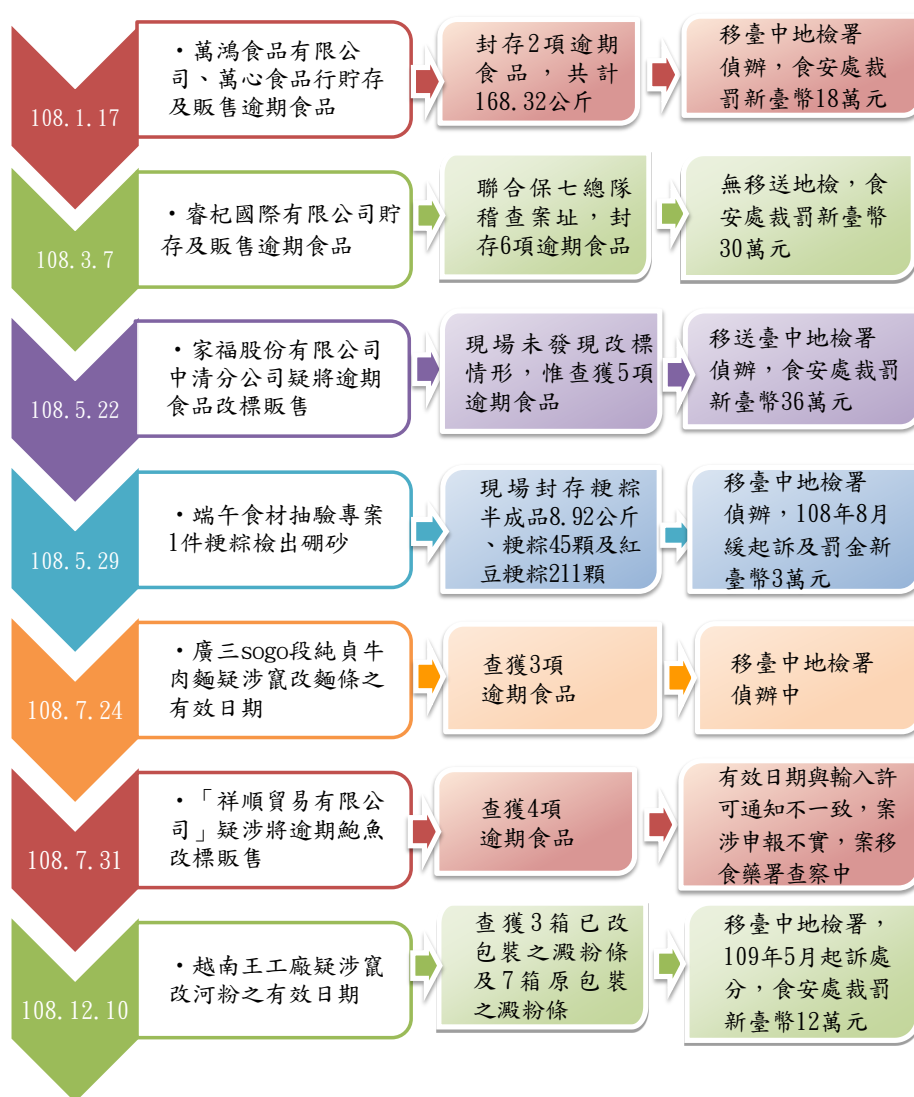 108.1.17
・萬鴻食品有限公
司、萬心食品行貯存
及販售逾期食品
封存2項逾期
食品，共計
168.32公斤
移臺中地檢署
偵辦，食安處裁
罰新臺幣18萬元
108.3.7
・睿杞國際有限公司貯
存及販售逾期食品
聯合保七總隊
稽查案址，封
存6項逾期食品
無移送地檢，食
安處裁罰新臺幣
30萬元
108.5.22
・家福股份有限公司
中清分公司疑將逾期
食品改標販售
現場未發現改標
情形，惟查獲5項
逾期食品
移送臺中地檢署
偵辦，食安處裁罰
新臺幣36萬元
108.5.29
・端午食材抽驗專案
1件粳粽檢出硼砂
現場封存粳粽
半成品8.92公斤
、粳粽45顆及紅
豆粳粽211顆
移臺中地檢署
偵辦，108年8月
緩起訴及罰金新
臺幣3萬元
108.7.24
・廣三sogo段純貞牛
肉麵疑涉竄改麵條之
有效日期
查獲3項
逾期食品
移臺中地檢署
偵辦中
108.7.31
・「祥順貿易有限公
司」疑涉將逾期鮑魚
改標販售
查獲4項
逾期食品
有效日期與輸入許
可通知不一致，案
涉申報不實，案移
食藥署查察中
108.12.10
・越南王工廠疑涉竄
改河粉之有效日期
查獲3箱已改
包裝之澱粉條
及7箱原包裝
之澱粉條
移臺中地檢署，
109年5月起訴處
分，食安處裁罰
新臺幣12萬元